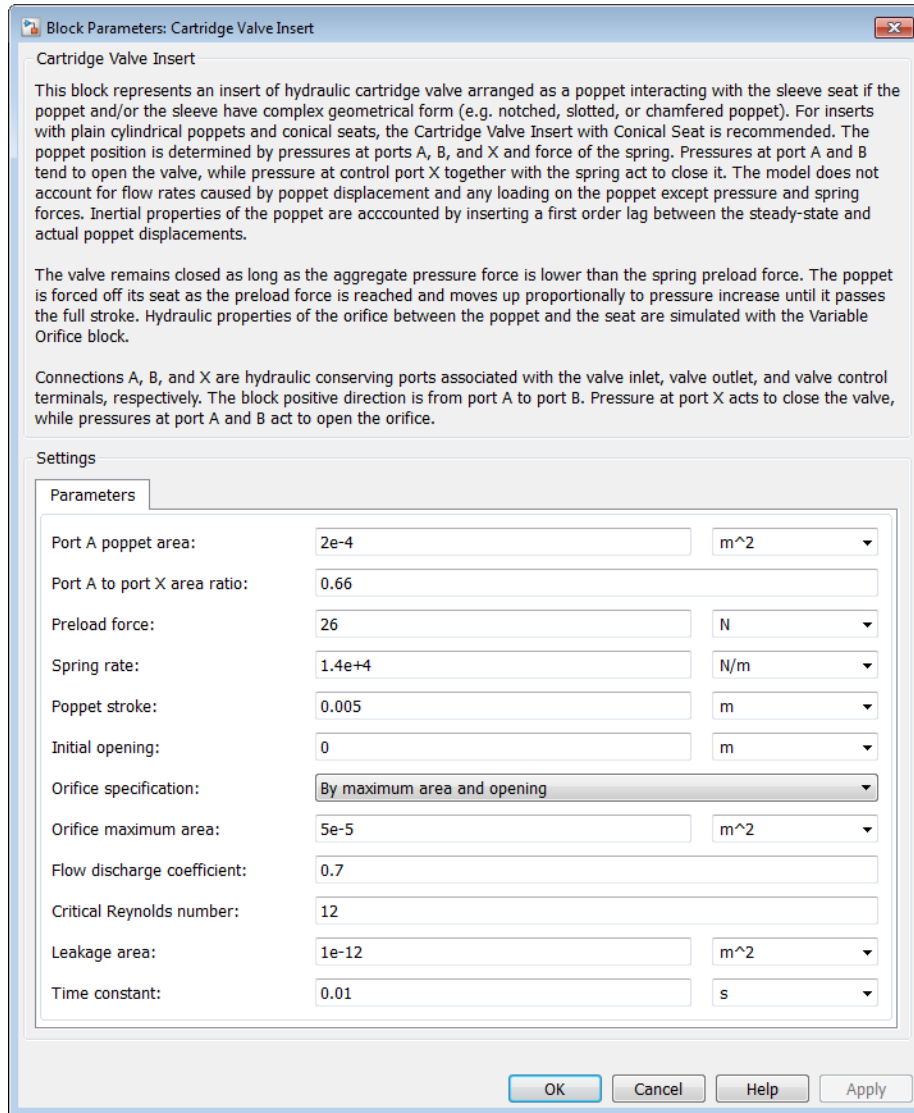 Block Parameters: Cartridge Valve Insert
Cartridge Valve Insert
This block represents an insert of hydraulic cartridge valve arranged as a poppet interacting with the sleeve seat if the
poppet and/or the sleeve have complex geometrical form (e.g. notched, slotted, or chamfered poppet). For inserts
with plain cylindrical poppets and conical seats, the Cartridge Valve Insert with Conical Seat is recommended. The
poppet position is determined by pressures at ports A, B, and X and force of the spring. Pressures at port A and B
tend to open the valve, while pressure at control port X together with the spring act to close it. The model does not
account for flow rates caused by poppet displacement and any loading on the poppet except pressure and spring
forces. Inertial properties of the poppet are acccounted by inserting a first order lag between the steady-state and
actual poppet displacements.
The valve remains closed as long as the aggregate pressure force is lower than the spring preload force. The poppet
is forced off its seat as the preload force is reached and moves up proportionally to pressure increase until it passes
the full stroke. Hydraulic properties of the orifice between the poppet and the seat are simulated with the Variable
Orifice block.
Connections A, B, and X are hydraulic conserving ports associated with the valve inlet, valve outlet, and valve control
terminals, respectively. The block positive direction is from port A to port B. Pressure at port X acts to close the valve,
while pressures at port A and B act to open the orifice.
Settings
Parameters
Port A poppet area: 2e-4 m^2
Port A to port X area ratio: 0.66
Preload force: 26 N
Spring rate: 1.4e+4 N/m
Poppet stroke: 0.005 m
Initial opening: 0 m
Orifice specification: By maximum area and opening
Orifice maximum area: 5e-5 m^2
Flow discharge coefficient: 0.7
Critical Reynolds number: 12
Leakage area: 1e-12 m^2
Time constant: 0.01 s
OK Cancel Help Apply